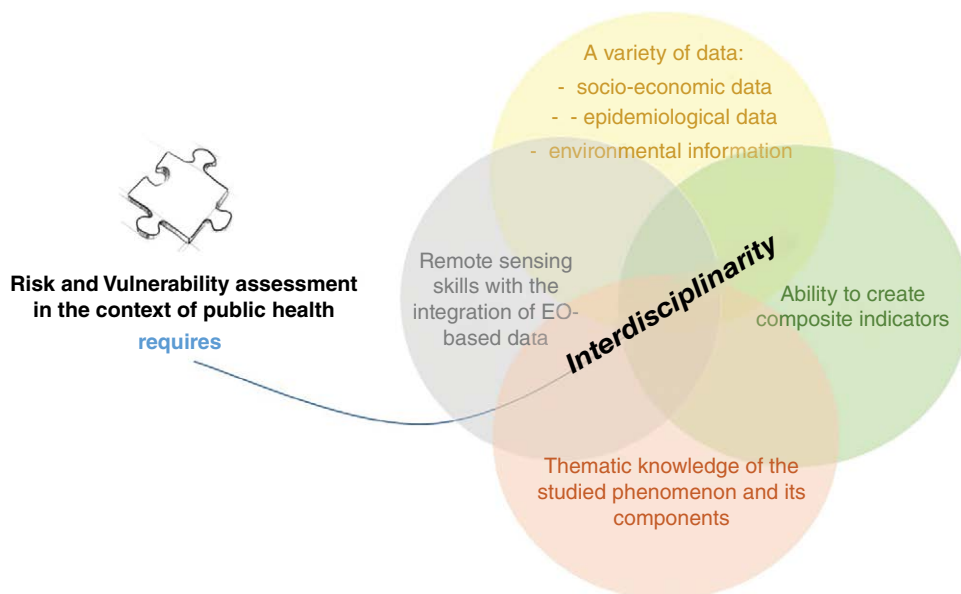 A variety of data:
- socio-economic data
- - epidemiological data
- environmental information
Risk and Vulnerability assessment
in the context of public health
requires
Remote sensing
skills with the
integration of EO-
based data
Interdisciplinarity
Ability to create
composite indicators
Thematic knowledge of the
studied phenomenon and its
components